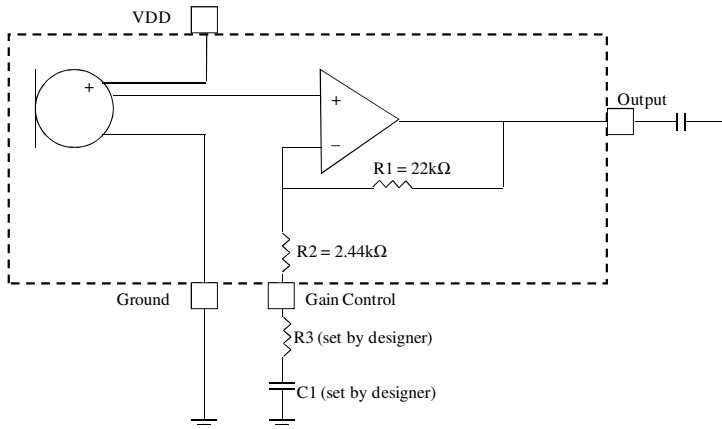 VDD
+
+
Output
–
R1 = 22kΩ
R2 = 2.44kΩ
Ground
Gain Control
R3 (set by designer)
C1 (set by designer)